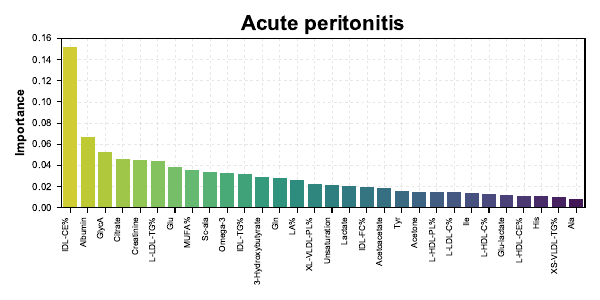 Acute peritonitis
Importance
0.16
0.14
0.12
0.10
0.08
0.06
0.04
0.02
0.00
IDL-CE%
Albumin
GlycA
Citrate
Creatinine
L-LDL-TG%
Glu
MUFA%
Sc-ala
Omega-3
IDL-TG%
3-Hydroxybutyrate
Gln
LA%
XL-VLDL-PL%
Unsaturation
Lactate
IDL-FC%
Acetoacetate
Tyr
Acetone
L-HDL-PL%
L-LDL-C%
Ile
L-HDL-C%
Glu-lactate
L-HDL-CE%
His
XS-VLDL-TG%
Ala